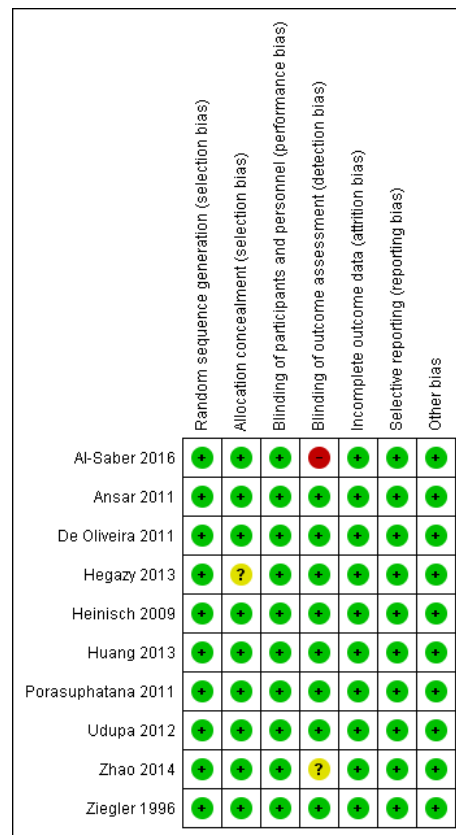 Random sequence generation (selection bias)
Allocation concealment (selection bias)
Blinding of participants and personnel (performance bias)
Blinding of outcome assessment (detection bias)
Incomplete outcome data (attrition bias)
Selective reporting (reporting bias)
Other bias
Al-Saber 2016 + + + - + + +
Ansar 2011 + + + + + + +
De Oliveira 2011 + + + + + + +
Hegazy 2013 + ? + + + + +
Heinisch 2009 + + + + + + +
Huang 2013 + + + + + + +
Porasuphatana 2011 + + + + + + +
Udupa 2012 + + + + + + +
Zhao 2014 + + + ? + + +
Ziegler 1996 + + + + + + +